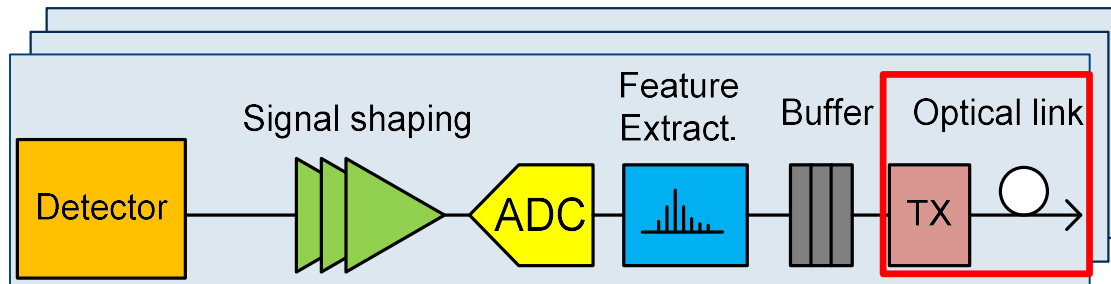 Signal shaping
Feature
Extract.
Buffer
Optical link
Detector
ADC
TX